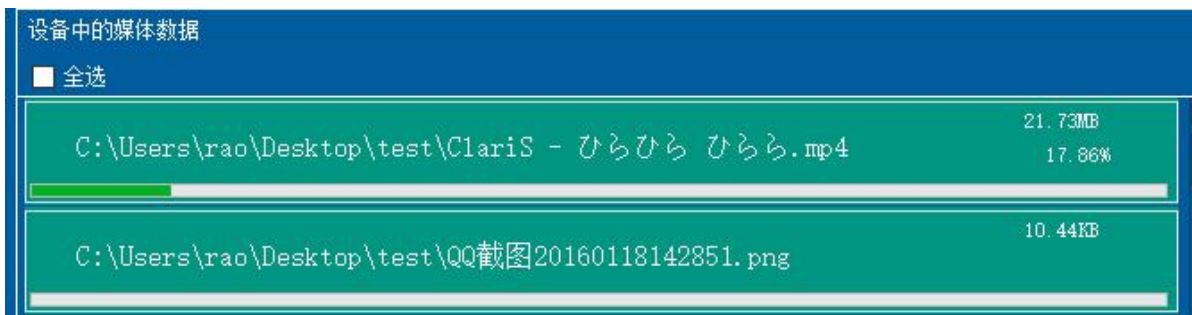 设备中的媒体数据
全选
21.73MB
C:\Users\rao\Desktop\test\ClariS - ひらひら ひらら.mp4
17.86%
10.44KB
C:\Users\rao\Desktop\test\QQ截图20160118142851.png